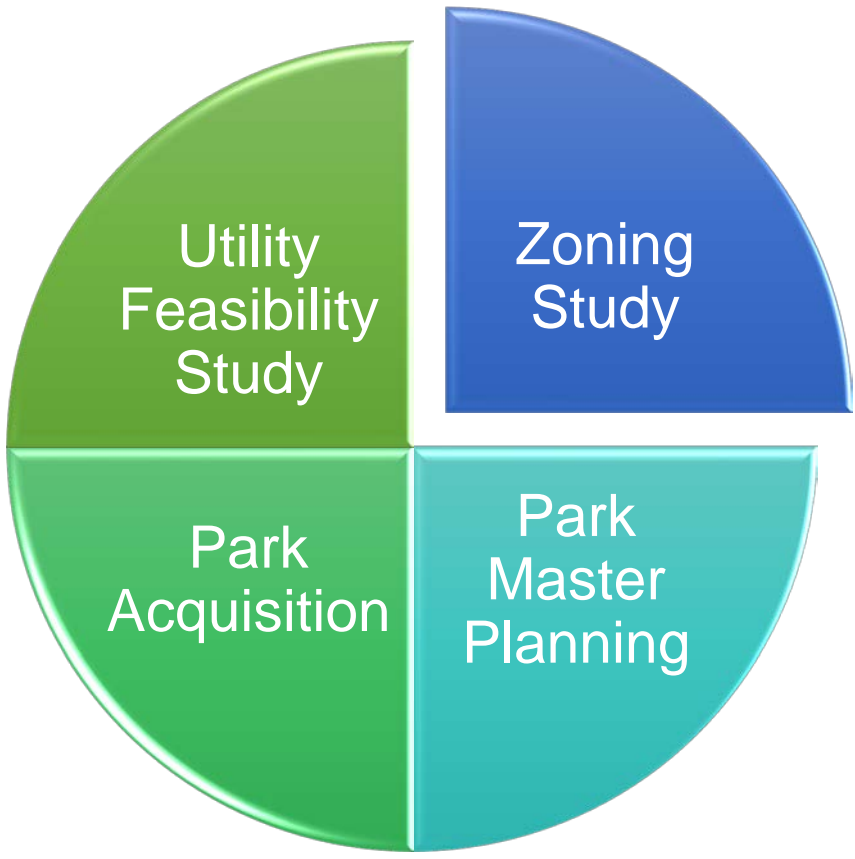 Utility
Feasibility
Study
Zoning
Study
Park
Acquisition
Park
Master
Planning